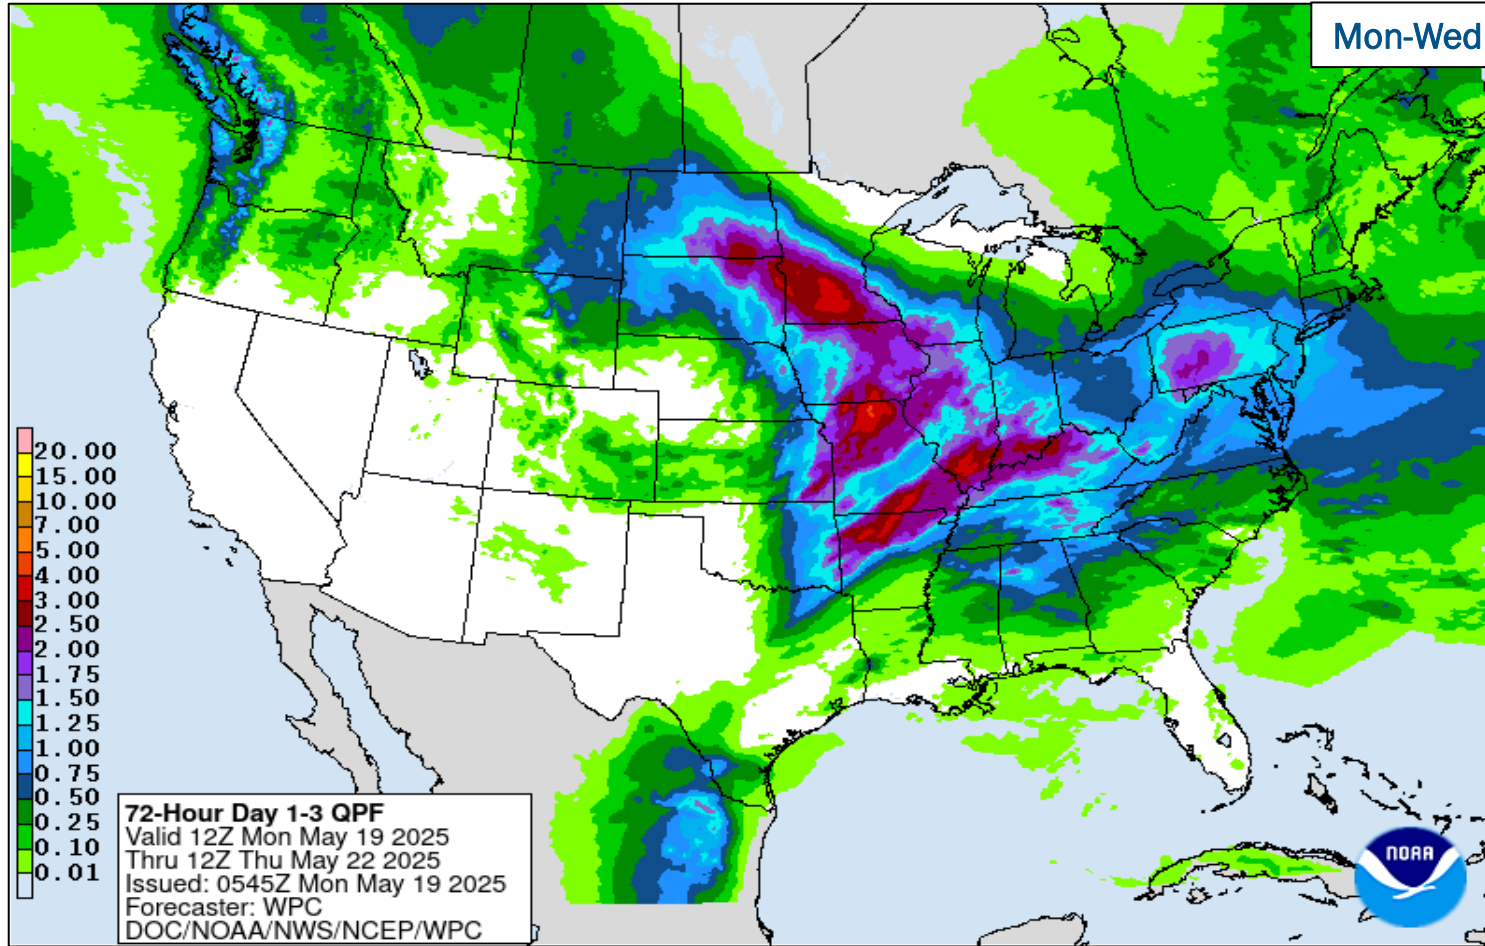 Mon-Wed
20.00
15.00
10.00
7.00
5.00
4.00
3.00
2.50
2.00
1.75
1.50
1.25
1.00
0.75
0.50
0.25
0.10
0.01
72-Hour Day 1-3 QPF
Valid 12Z Mon May 19 2025
Thru 12Z Thu May 22 2025
Issued: 0545Z Mon May 19 2025
Forecaster: WPC
DOC/NOAA/NWS/NCEP/WPC
NOAA